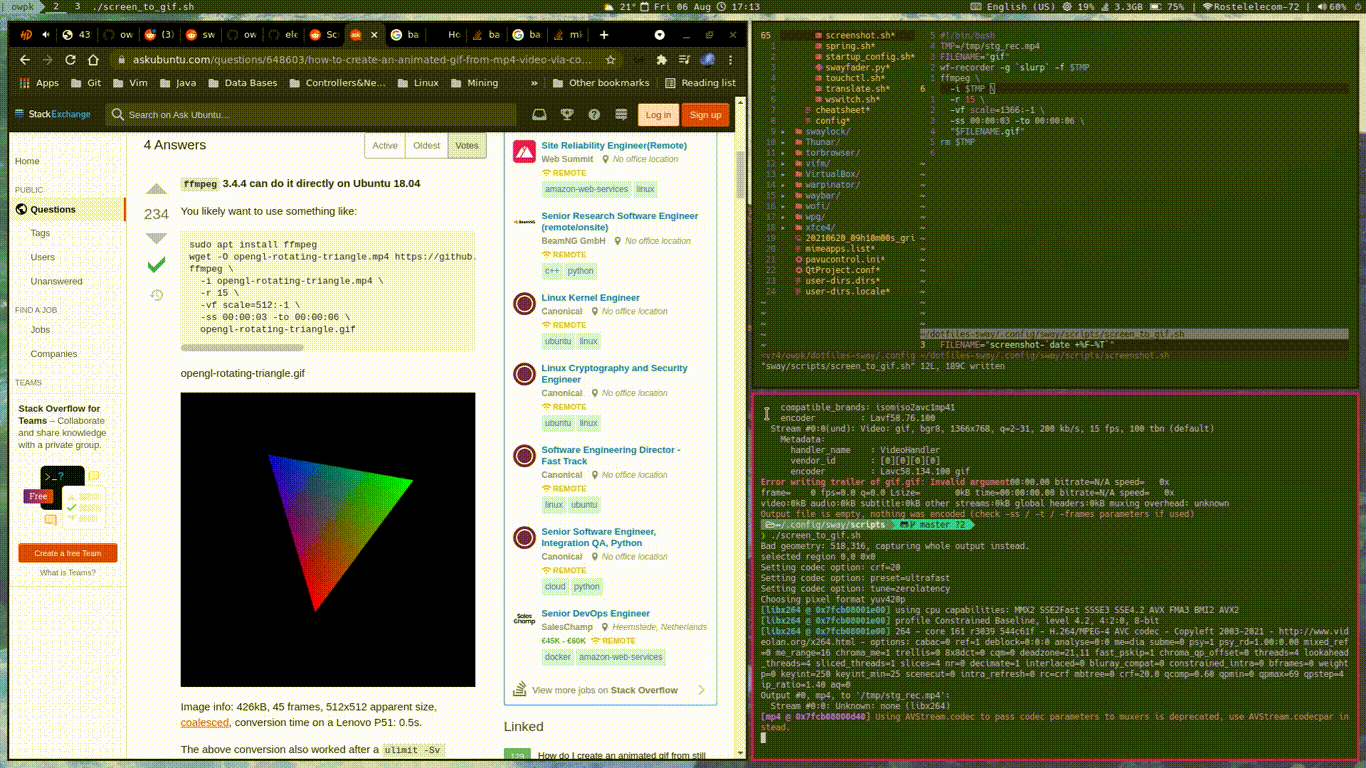 owpk 2 3 ./screen_to_gif.sh
21° Fri 06 Aug 17:13
English (US) 19% 3.3GB 75% Rostelelecom-72 60%
askubuntu.com/questions/648603/how-to-create-an-animated-gif-from-mp4-video-via-co...
Apps Git Vim Java Databases Controllers&Ne... Linux Mining » Other bookmarks Reading list
StackExchange Search on Ask Ubuntu... Log in Sign up
Home
PUBLIC
Questions
Tags
Users
Unanswered
FIND A JOB
Jobs
Companies
TEAMS
Stack Overflow for
Teams – Collaborate
and share knowledge
with a private group.
Free
Create a free Team
What is Teams?
4 Answers
Active Oldest Votes
234
ffmpeg 3.4.4 can do it directly on Ubuntu 18.04
You likely want to use something like:
sudo apt install ffmpeg
wget -O opengl-rotating-triangle.mp4 https://github.
ffmpeg \
-i opengl-rotating-triangle.mp4 \
-r 15 \
-vf scale=512:-1 \
-ss 00:00:03 -to 00:00:06 \
opengl-rotating-triangle.gif
opengl-rotating-triangle.gif
Image info: 426kB, 45 frames, 512x512 apparent size,
coalesced, conversion time on a Lenovo P51: 0.5s.
The above conversion also worked after a ulimit -Sv
Site Reliability Engineer(Remote)
Web Summit No office location
REMOTE
amazon-web-services linux
Senior Research Software Engineer
(remote/onsite)
BeamNG GmbH No office location
REMOTE
c++ python
Linux Kernel Engineer
Canonical No office location
REMOTE
ubuntu linux
Linux Cryptography and Security
Engineer
Canonical No office location
REMOTE
ubuntu linux
Software Engineering Director -
Fast Track
Canonical No office location
REMOTE
linux ubuntu
Senior Software Engineer,
Integration QA, Python
Canonical No office location
REMOTE
cloud python
Senior DevOps Engineer
SalesChamp Heemstede, Netherlands
€45K - €60K REMOTE
docker amazon-web-services
View more jobs on Stack Overflow
Linked
How do I create an animated gif from still
65 screenshot.sh*
1 spring.sh*
2 startup_config.sh*
3 swayfader.py*
4 touchctl.sh*
5 translate.sh*
6 wswitch.sh*
7 cheatsheet*
8 config*
9 swaylock/
10 Thunar/
11 torbrowser/
12 vifm/
13 VirtualBox/
14 warpinator/
15 waybar/
16 wofi/
17 wpg/
18 xfce4/
19 20210620_09h10m00s_gri
20 mimeapps.list*
21 pavucontrol.ini*
22 QtProject.conf*
23 user-dirs.dirs*
24 user-dirs.locale*
5 #!/bin/bash
4 TMP=/tmp/stg_rec.mp4
3 FILENAME="gif"
2 wf-recorder -g `slurp` -f $TMP
1 ffmpeg \
6 -i $TMP \
1 -r 15 \
2 -vf scale=1366:-1 \
3 -ss 00:00:03 -to 00:00:06 \
4 "$FILENAME.gif"
5 rm $TMP
6
~/dotfiles-sway/.config/sway/scripts/screen_to_gif.sh
3 FILENAME="screenshot-`date +%F-%T`"
<vz4/owpk/dotfiles-sway/.config ~/dotfiles-sway/.config/sway/scripts/screenshot.sh
"sway/scripts/screen_to_gif.sh" 12L, 189C written
compatible_brands: isomiso2avc1mp41
encoder : Lavf58.76.100
Stream #0:0(und): Video: gif, bgr8, 1366x768, q=2-31, 200 kb/s, 15 fps, 100 tbn (default)
Metadata:
handler_name : VideoHandler
vendor_id : [0][0][0][0]
encoder : Lavc58.134.100 gif
Error writing trailer of gif.gif: Invalid argument00:00.00 bitrate=N/A speed= 0x
frame= 0 fps=0.0 q=0.0 Lsize= 0kB time=00:00:00.00 bitrate=N/A speed= 0x
video:0kB audio:0kB subtitle:0kB other streams:0kB global headers:0kB muxing overhead: unknown
Output file is empty, nothing was encoded (check -ss / -t / -frames parameters if used)
~/.config/sway/scripts master ?2
❯ ./screen_to_gif.sh
Bad geometry: 518,316, capturing whole output instead.
selected region 0,0 0x0
Setting codec option: crf=20
Setting codec option: preset=ultrafast
Setting codec option: tune=zerolatency
Choosing pixel format yuv420p
[libx264 @ 0x7fcb08001e00] using cpu capabilities: MMX2 SSE2Fast SSSE3 SSE4.2 AVX FMA3 BMI2 AVX2
[libx264 @ 0x7fcb08001e00] profile Constrained Baseline, level 4.2, 4:2:0, 8-bit
[libx264 @ 0x7fcb08001e00] 264 - core 161 r3039 544c61f - H.264/MPEG-4 AVC codec - Copyleft 2003-2021 - http://www.vid
eolan.org/x264.html - options: cabac=0 ref=1 deblock=0:0:0 analyse=0:0 me=dia subme=0 psy=1 psy_rd=1.00:0.00 mixed_ref
=0 me_range=16 chroma_me=1 trellis=0 8x8dct=0 cqm=0 deadzone=21,11 fast_pskip=1 chroma_qp_offset=0 threads=4 lookahead
_threads=4 sliced_threads=1 slices=4 nr=0 decimate=1 interlaced=0 bluray_compat=0 constrained_intra=0 bframes=0 weight
p=0 keyint=250 keyint_min=25 scenecut=0 intra_refresh=0 rc=crf mbtree=0 crf=20.0 qcomp=0.60 qpmin=0 qpmax=69 qpstep=4
ip_ratio=1.40 aq=0
Output #0, mp4, to '/tmp/stg_rec.mp4':
Stream #0:0: Unknown: none (libx264)
[mp4 @ 0x7fcb08000d40] Using AVStream.codec to pass codec parameters to muxers is deprecated, use AVStream.codecpar in
stead.